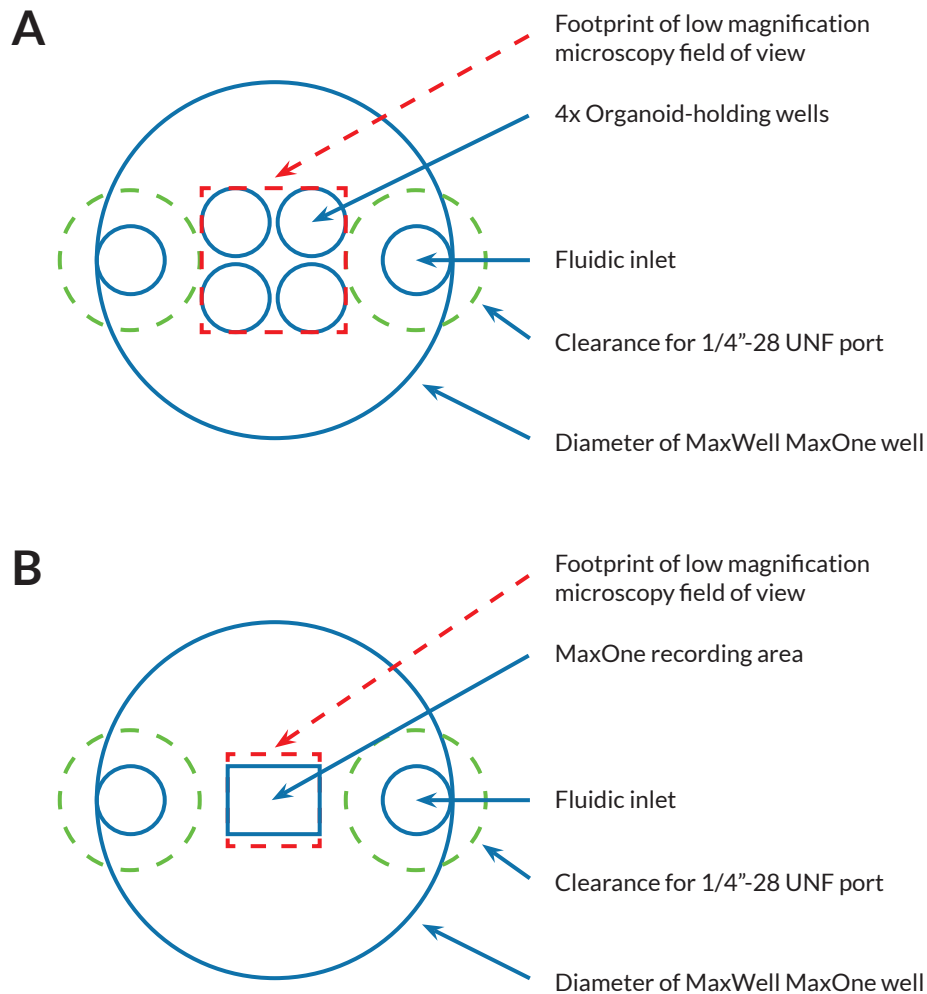 A
Footprint of low magnification
microscopy field of view
4x Organoid-holding wells
Fluidic inlet
Clearance for 1/4”-28 UNF port
Diameter of MaxWell MaxOne well
B
Footprint of low magnification
microscopy field of view
MaxOne recording area
Fluidic inlet
Clearance for 1/4”-28 UNF port
Diameter of MaxWell MaxOne well